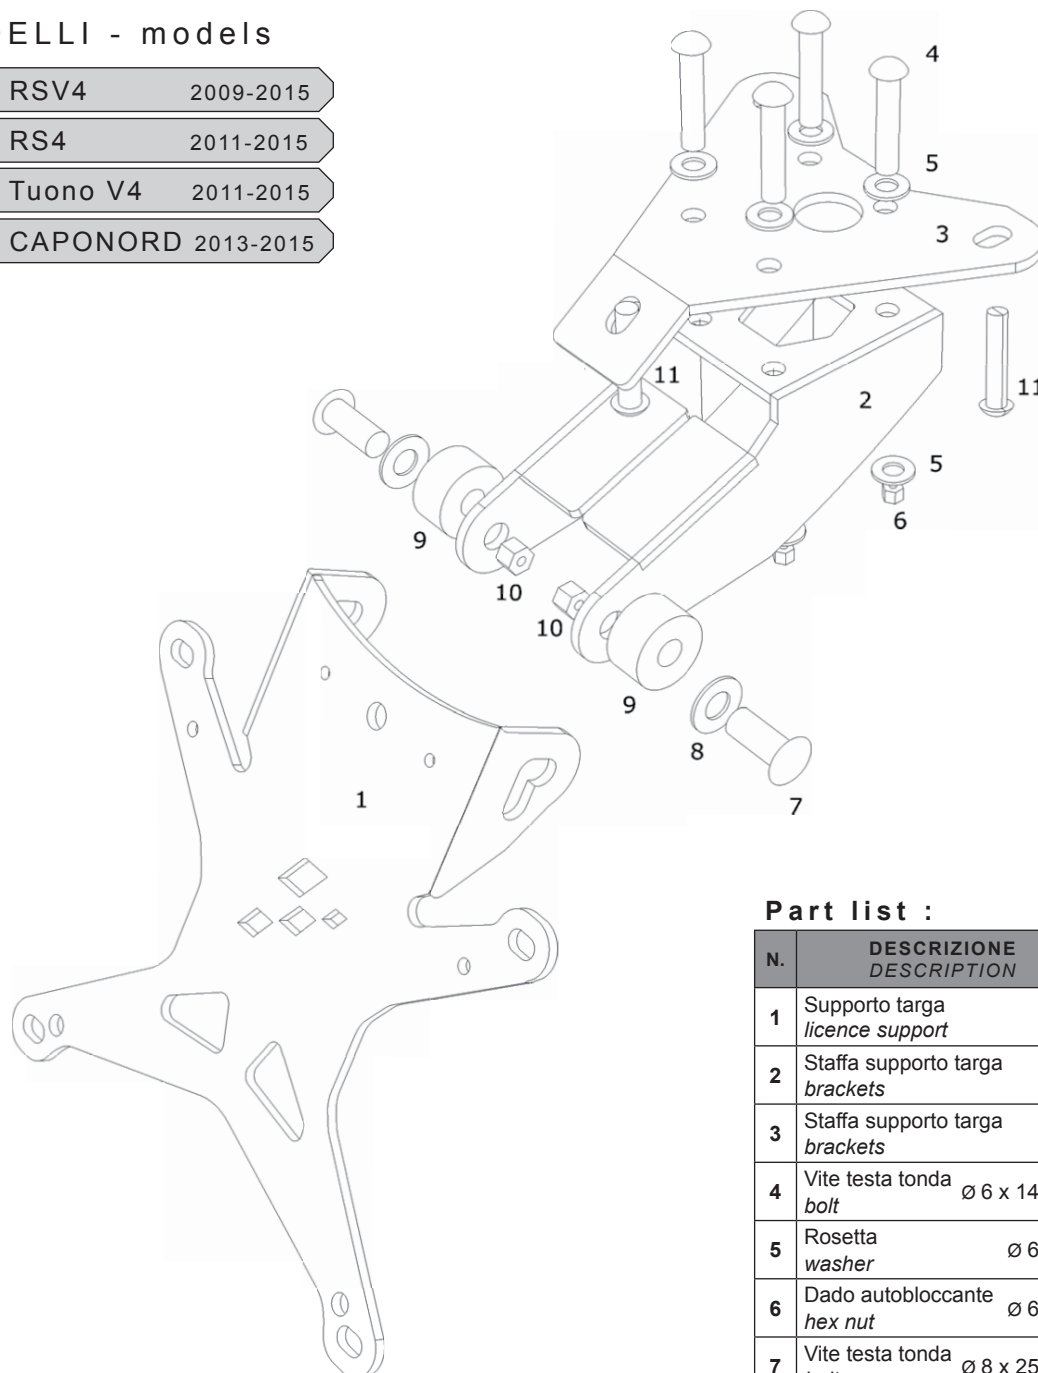 ELLI - models
RSV4 2009-2015
RS4 2011-2015
Tuono V4 2011-2015
CAPONORD 2013-2015
4
5
3
11
2
11
5
6
9
10
10
9
8
7
1
Part list :
N. DESCRIZIONE
DESCRIPTION
1 Supporto targa
licence support
2 Staffa supporto targa
brackets
3 Staffa supporto targa
brackets
4 Vite testa tonda Ø 6 x 14
bolt
5 Rosetta Ø 6
washer
6 Dado autobloccante Ø 6
hex nut
7 Vite testa tonda Ø 8 x 25